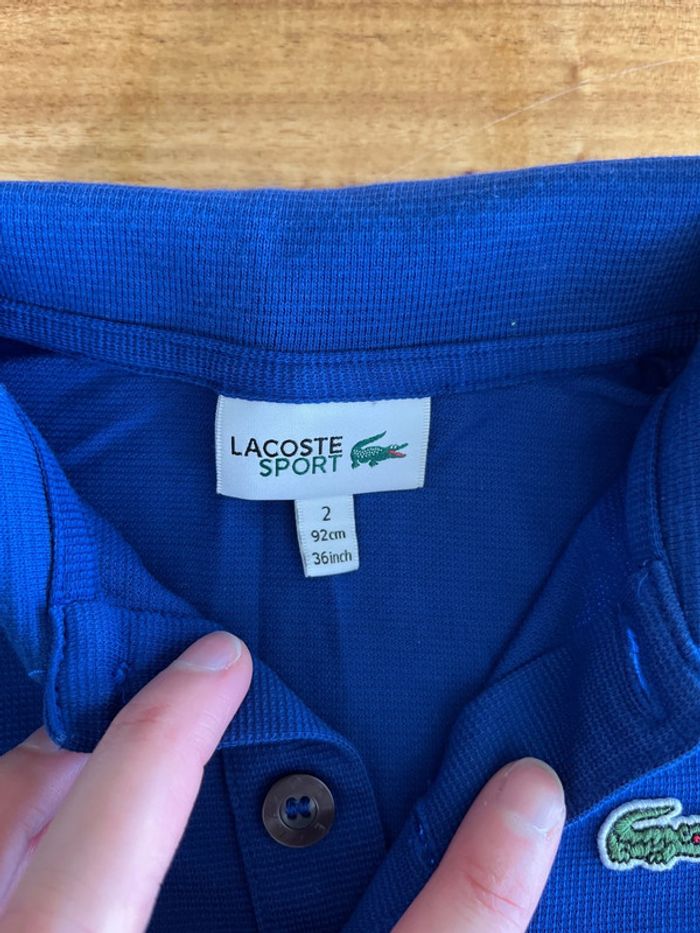 LACOSTE
SPORT
2
92cm
36inch